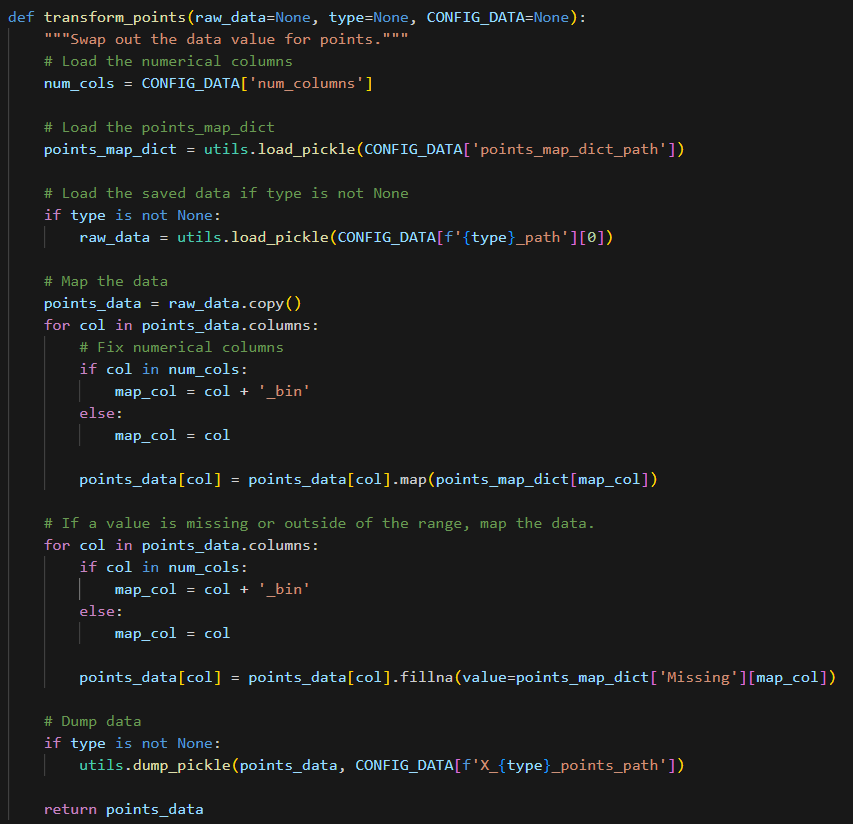 def transform_points(raw_data=None, type=None, CONFIG_DATA=None):
    """Swap out the data value for points."""
    # Load the numerical columns
    num_cols = CONFIG_DATA['num_columns']

    # Load the points_map_dict
    points_map_dict = utils.load_pickle(CONFIG_DATA['points_map_dict_path'])

    # Load the saved data if type is not None
    if type is not None:
        raw_data = utils.load_pickle(CONFIG_DATA[f'{type}_path'][0])

    # Map the data
    points_data = raw_data.copy()
    for col in points_data.columns:
        # Fix numerical columns
        if col in num_cols:
            map_col = col + '_bin'
        else:
            map_col = col

        points_data[col] = points_data[col].map(points_map_dict[map_col])

    # If a value is missing or outside of the range, map the data.
    for col in points_data.columns:
        if col in num_cols:
            map_col = col + '_bin'
        else:
            map_col = col

        points_data[col] = points_data[col].fillna(value=points_map_dict['Missing'][map_col])

    # Dump data
    if type is not None:
        utils.dump_pickle(points_data, CONFIG_DATA[f'X_{type}_points_path'])

    return points_data